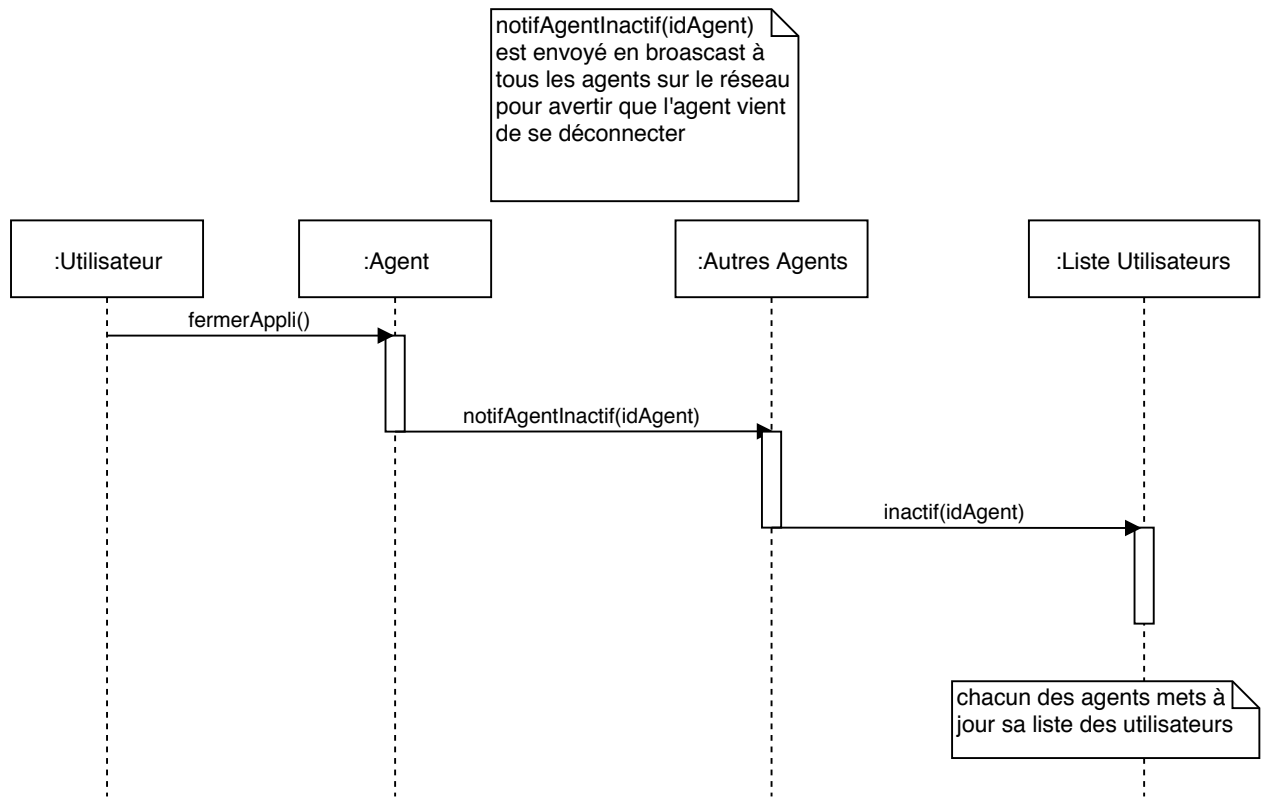 notifAgentInactif(idAgent)
est envoyé en broascast à
tous les agents sur le réseau
pour avertir que l'agent vient
de se déconnecter
:Utilisateur
:Agent
:Autres Agents
:Liste Utilisateurs
fermerAppli()
notifAgentInactif(idAgent)
inactif(idAgent)
chacun des agents mets à
jour sa liste des utilisateurs